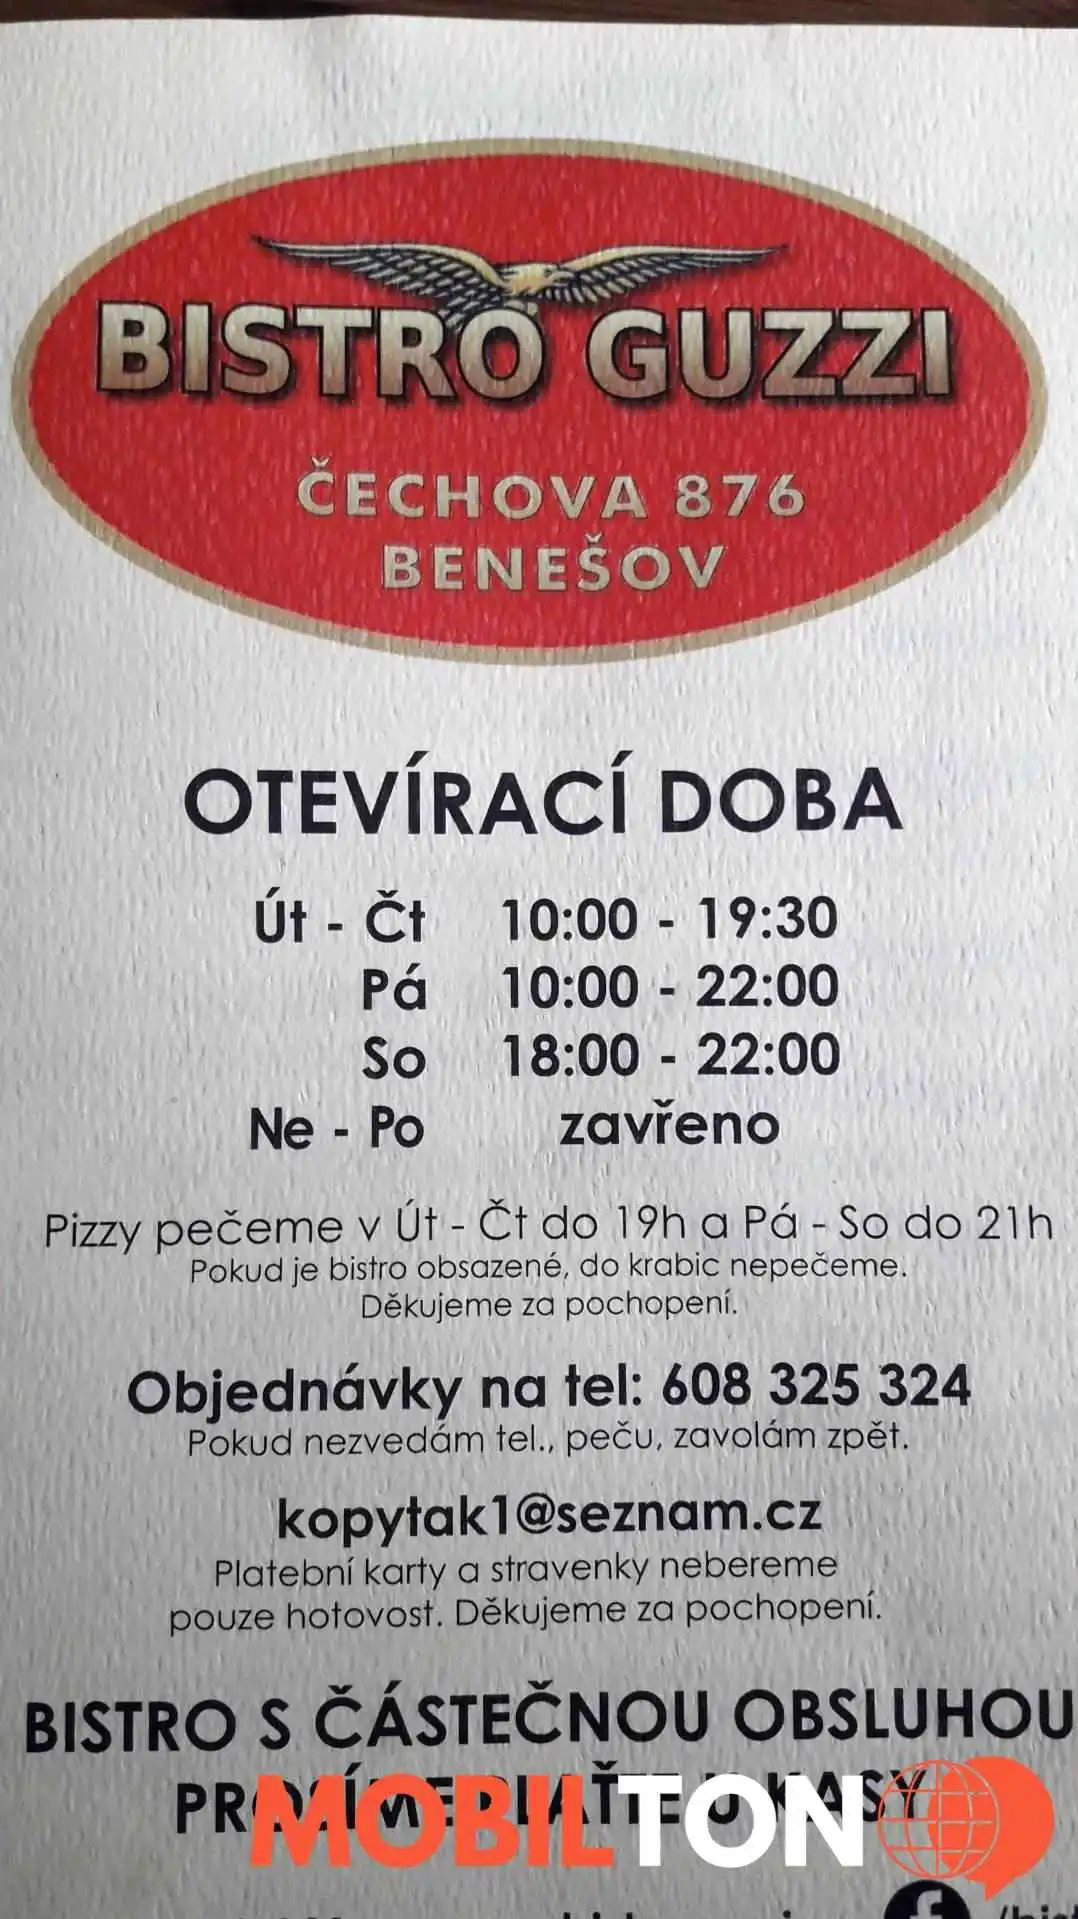 BISTRO GUZZI
ČECHOVA 876
BENEŠOV
OTEVÍRACÍ DOBA
Út - Čt 10:00 - 19:30
Pá 10:00 - 22:00
So 18:00 - 22:00
Ne - Po zavřeno
Pizzy pečeme v Út - Čt do 19h a Pá - So do 21h
Pokud je bistro obsazené, do krabic nepečeme.
Děkujeme za pochopení.
Objednávky na tel: 608 325 324
Pokud nezvedám tel., peču, zavolám zpět.
kopytak1@seznam.cz
Platební karty a stravenky nebereme
pouze hotovost. Děkujeme za pochopení.
BISTRO S ČÁSTEČNOU OBSLUHOU
PROSÍME PLAŤTE U KASY
MOBILTON